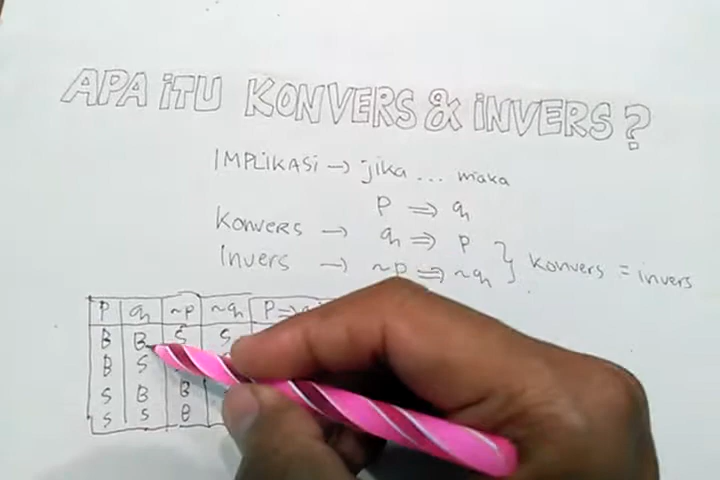 APA iTU KONVERS & iNVERS?
IMPLIKASI → jika ... maka
P ⇒ q
Konvers → q ⇒ P
Invers → ~p ⇒ ~q } Konvers = invers
P q ~p ~q P ⇒
B B S S
B S
S B B
S S B